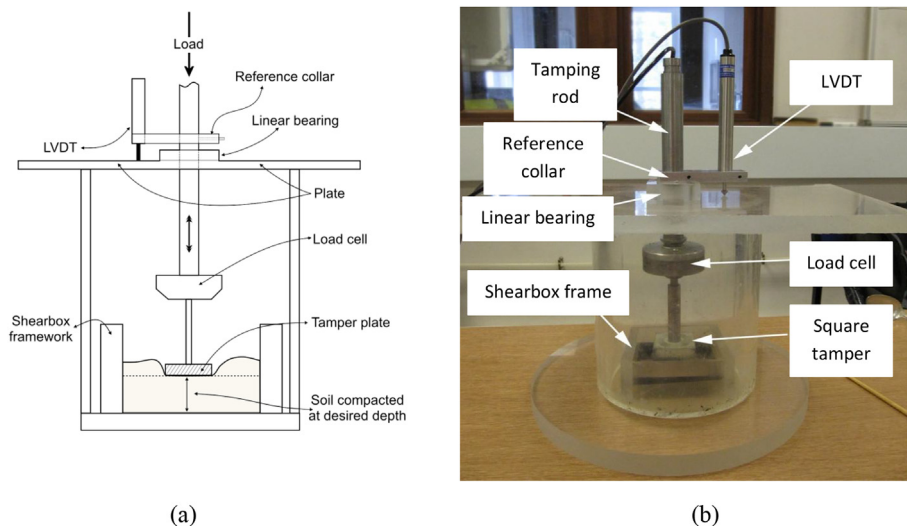 Load
Reference collar
Linear bearing
LVDT
Plate
Load cell
Shearbox
framework
Tamper plate
Soil compacted
at desired depth
(a)
Tamping
rod
LVDT
Reference
collar
Linear bearing
Load cell
Shearbox frame
Square
tamper
(b)